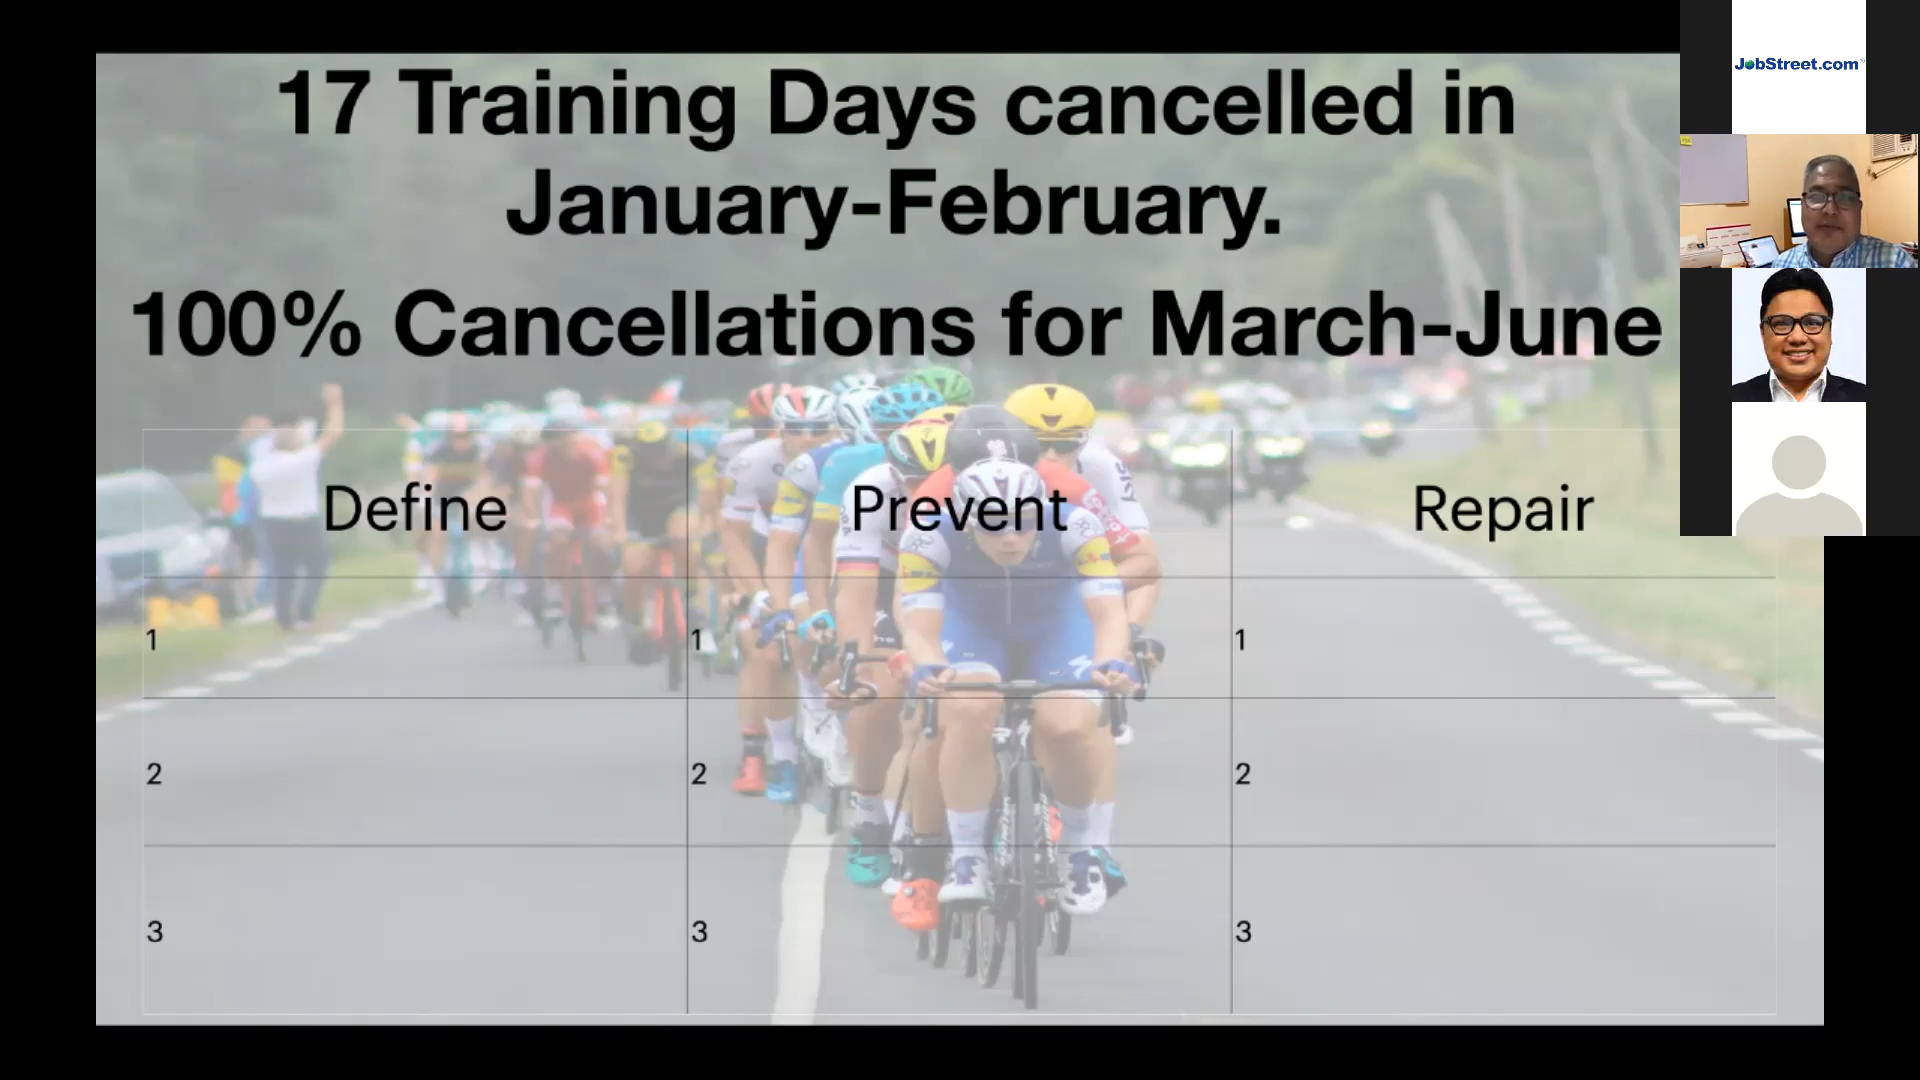 17 Training Days cancelled in
January-February.
100% Cancellations for March-June
JobStreet.com
Define
Prevent
Repair
1
1
1
2
2
2
3
3
3